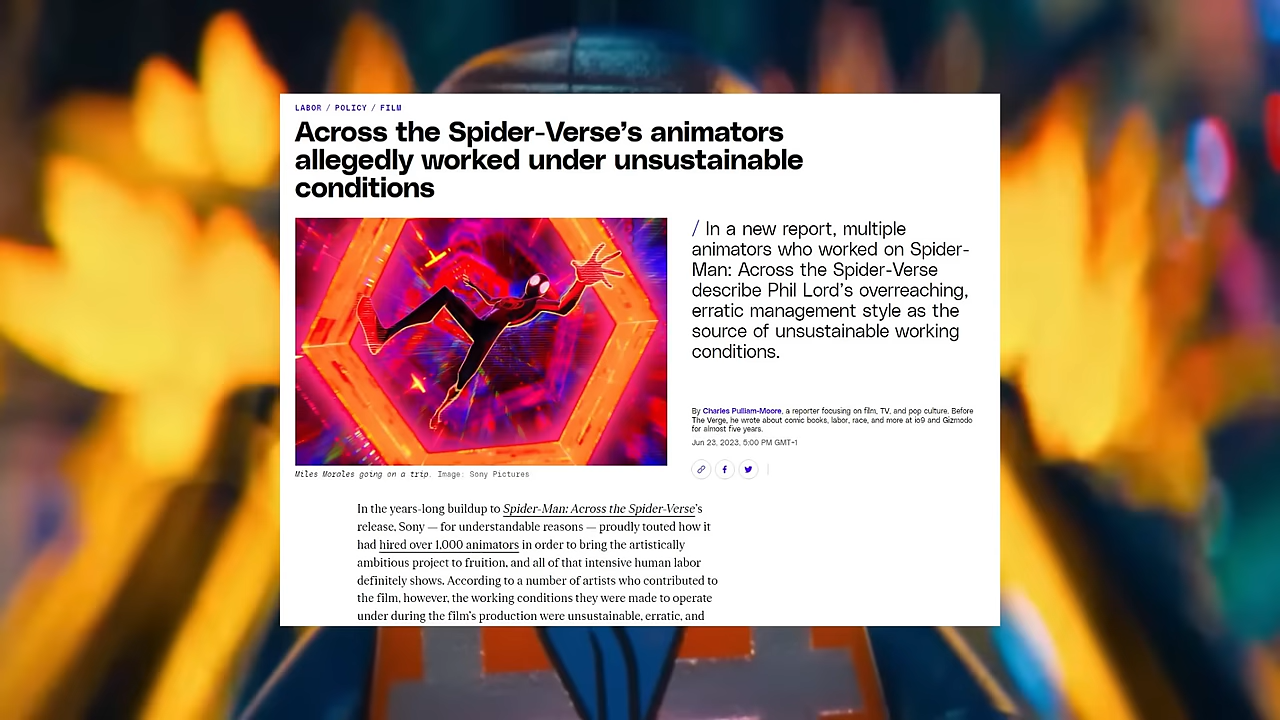 LABOR / POLICY / FILM
Across the Spider-Verse’s animators
allegedly worked under unsustainable
conditions
/ In a new report, multiple
animators who worked on Spider-
Man: Across the Spider-Verse
describe Phil Lord’s overreaching,
erratic management style as the
source of unsustainable working
conditions.
By Charles Pulliam-Moore, a reporter focusing on film, TV, and pop culture. Before
The Verge, he wrote about comic books, labor, race, and more at io9 and Gizmodo
for almost five years.
Jun 23, 2023, 5:00 PM GMT+1
Miles Morales going on a trip. Image: Sony Pictures
In the years-long buildup to Spider-Man: Across the Spider-Verse’s
release, Sony — for understandable reasons — proudly touted how it
had hired over 1,000 animators in order to bring the artistically
ambitious project to fruition, and all of that intensive human labor
definitely shows. According to a number of artists who contributed to
the film, however, the working conditions they were made to operate
under during the film’s production were unsustainable, erratic, and